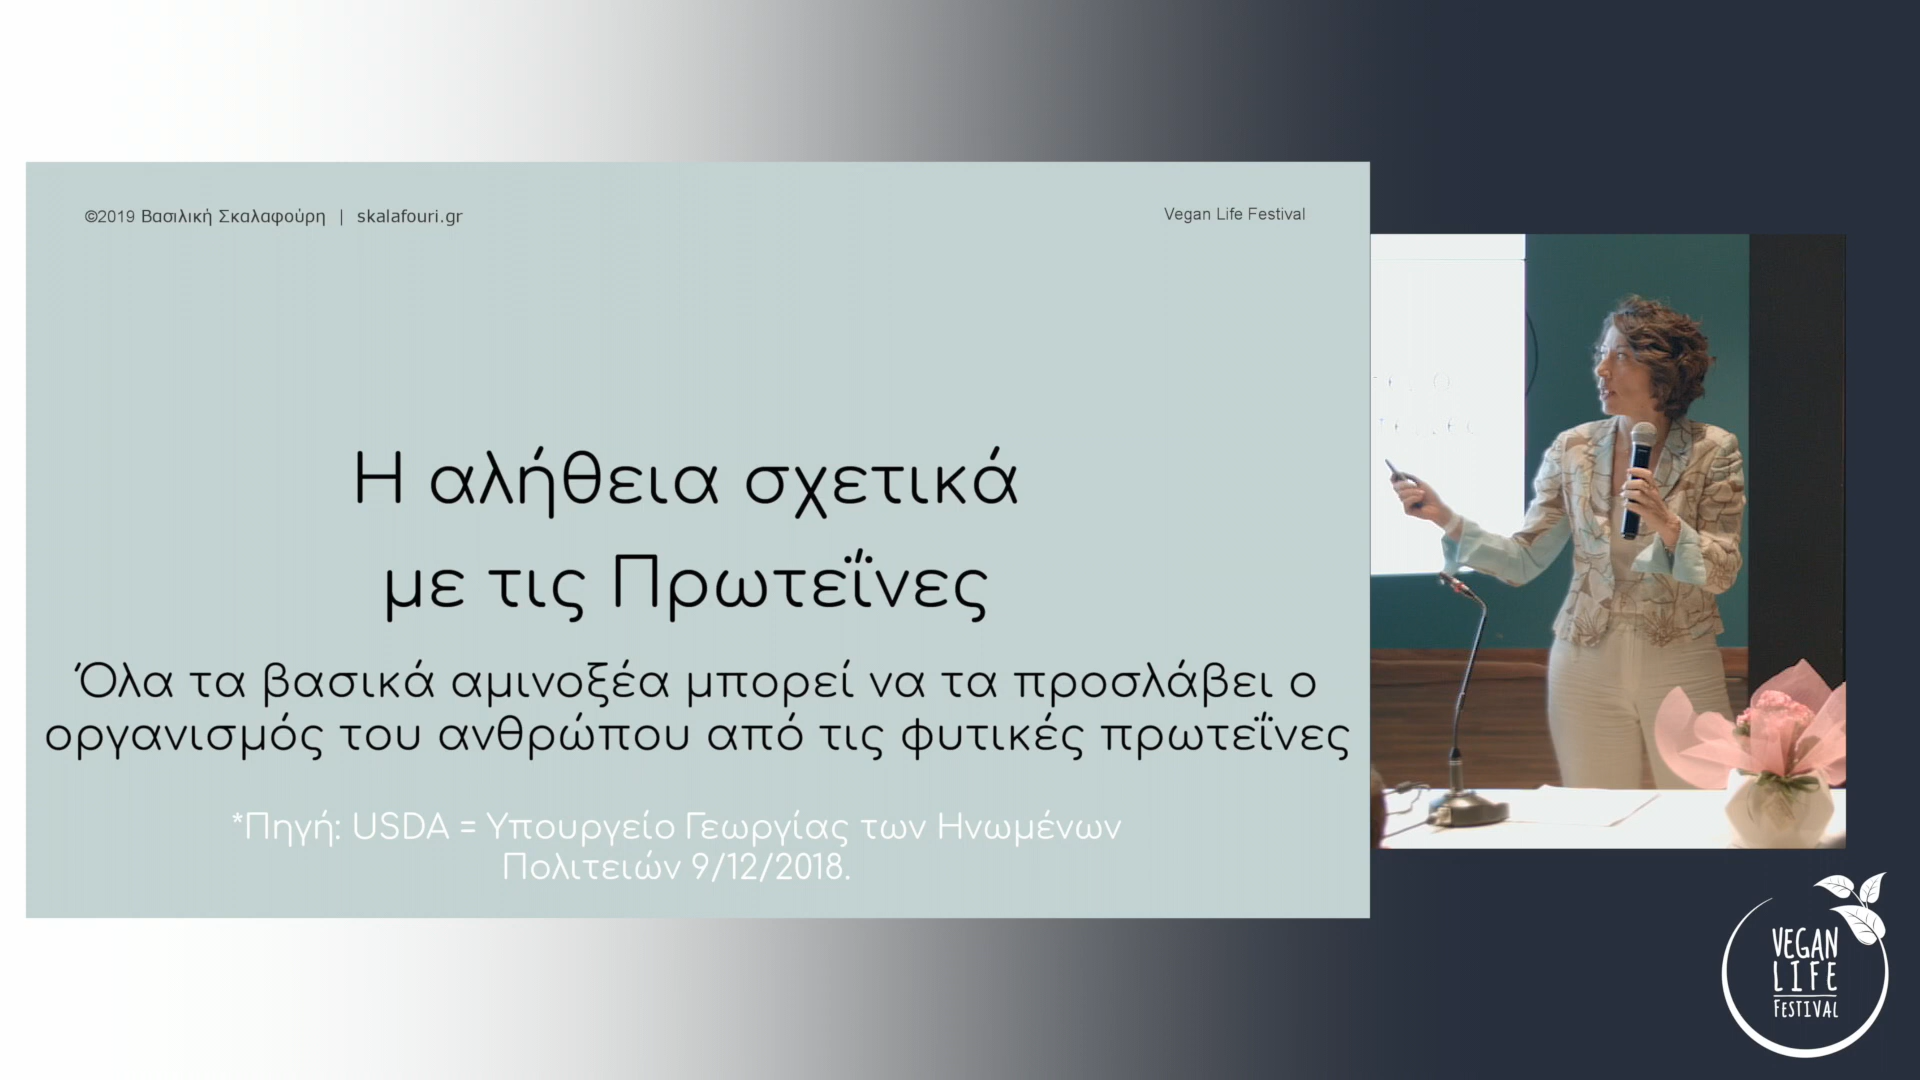 ©2019 Βασιλική Σκαλαφούρη | skalafouri.gr
Vegan Life Festival
Η αλήθεια σχετικά
με τις Πρωτεΐνες
Όλα τα βασικά αμινοξέα μπορεί να τα προσλάβει ο
οργανισμός του ανθρώπου από τις φυτικές πρωτεΐνες
*Πηγή: USDA = Υπουργείο Γεωργίας των Ηνωμένων
Πολιτειών 9/12/2018.
VEGAN
LIFE
FESTIVAL